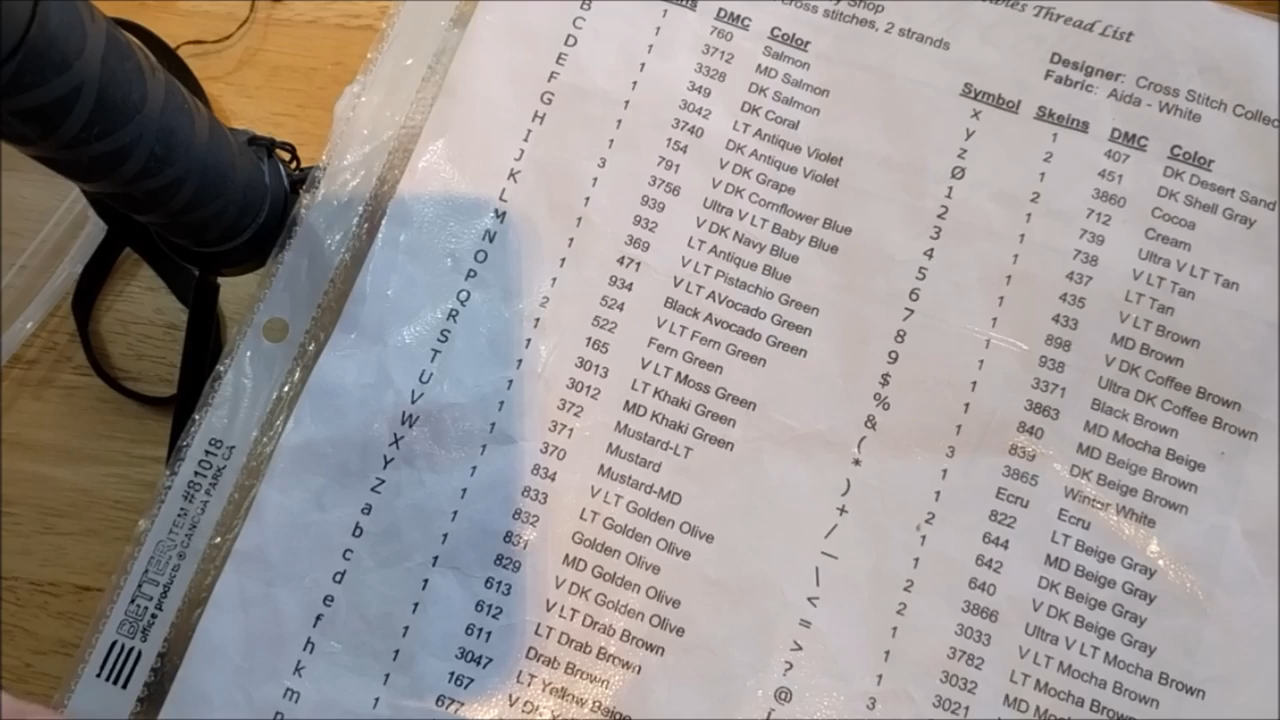 Shop
Cross stitches, 2 strands
Thread List
Designer: Cross Stitch Collec
Fabric: Aida - White
DMC Color
1 760 Salmon
B 1 3712 MD Salmon
C 1 3328 DK Salmon
D 1 349 DK Coral
E 1 3042 LT Antique Violet
F 1 3740 DK Antique Violet
G 1 154 V DK Grape
H 1 791 V DK Cornflower Blue
I 3 3756 Ultra V LT Baby Blue
J 1 939 V DK Navy Blue
K 1 932 LT Antique Blue
L 1 369 V LT Pistachio Green
M 1 471 V LT AVocado Green
N 1 934 Black Avocado Green
O 1 524 V LT Fern Green
P 2 522 Fern Green
Q 1 165 V LT Moss Green
R 1 3013 LT Khaki Green
S 1 3012 MD Khaki Green
T 1 372 Mustard-LT
U 1 371 Mustard
V 1 370 Mustard-MD
W 1 834 V LT Golden Olive
X 1 833 LT Golden Olive
Y 1 832 Golden Olive
Z 1 831 MD Golden Olive
a 1 829 V DK Golden Olive
b 1 613 V LT Drab Brown
c 1 612 LT Drab Brown
d 1 611 Drab Brown
e 1 3047 LT Yellow Beige
f 1 167 V DK
h 1 677
k
m
Symbol Skeins DMC Color
x 1 407 DK Desert Sand
y 2 451 DK Shell Gray
z 1 3860 Cocoa
Ø 2 712 Cream
1 1 739 Ultra V LT Tan
2 1 738 V LT Tan
3 1 437 LT Tan
4 1 435 V LT Brown
5 1 433 MD Brown
6 1 898 V DK Coffee Brown
7 1 938 Ultra DK Coffee Brown
8 1 3371 Black Brown
9 1 3863 MD Mocha Beige
$ 1 840 MD Beige Brown
% 1 839 DK Beige Brown
& 3 3865 Winter White
( 1 Ecru Ecru
* 1 822 LT Beige Gray
) 2 644 MD Beige Gray
+ 1 642 DK Beige Gray
/ 1 640 V DK Beige Gray
— 2 3866 Ultra V LT Mocha Brown
\ 2 3033 V LT Mocha Brown
< 1 3782 LT Mocha Brown
= 1 3032 MD Mo
> 3021
? 3
@
BETTER ITEM #81018
office products © CANOGA PARK, CA